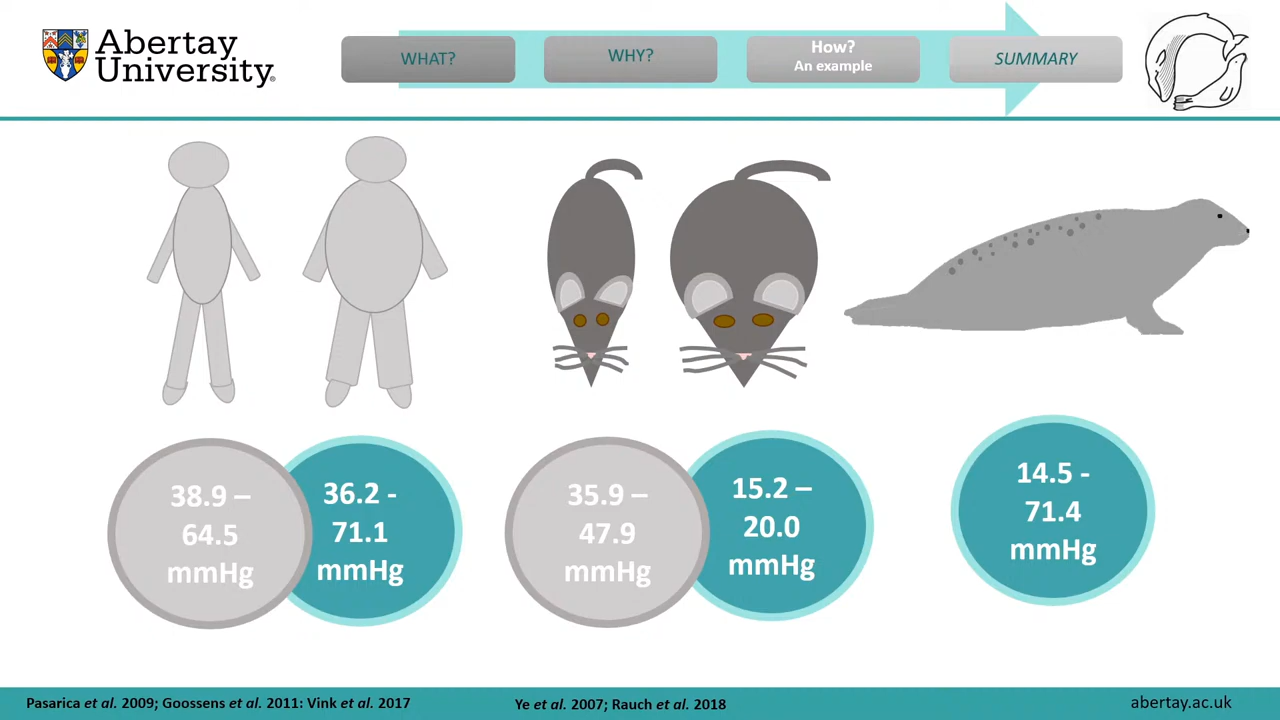 Abertay
University®
WHAT?
WHY?
How?
An example
SUMMARY
38.9 –
64.5
mmHg
36.2 -
71.1
mmHg
35.9 –
47.9
mmHg
15.2 –
20.0
mmHg
14.5 -
71.4
mmHg
Pasarica et al. 2009; Goossens et al. 2011: Vink et al. 2017
Ye et al. 2007; Rauch et al. 2018
abertay.ac.uk